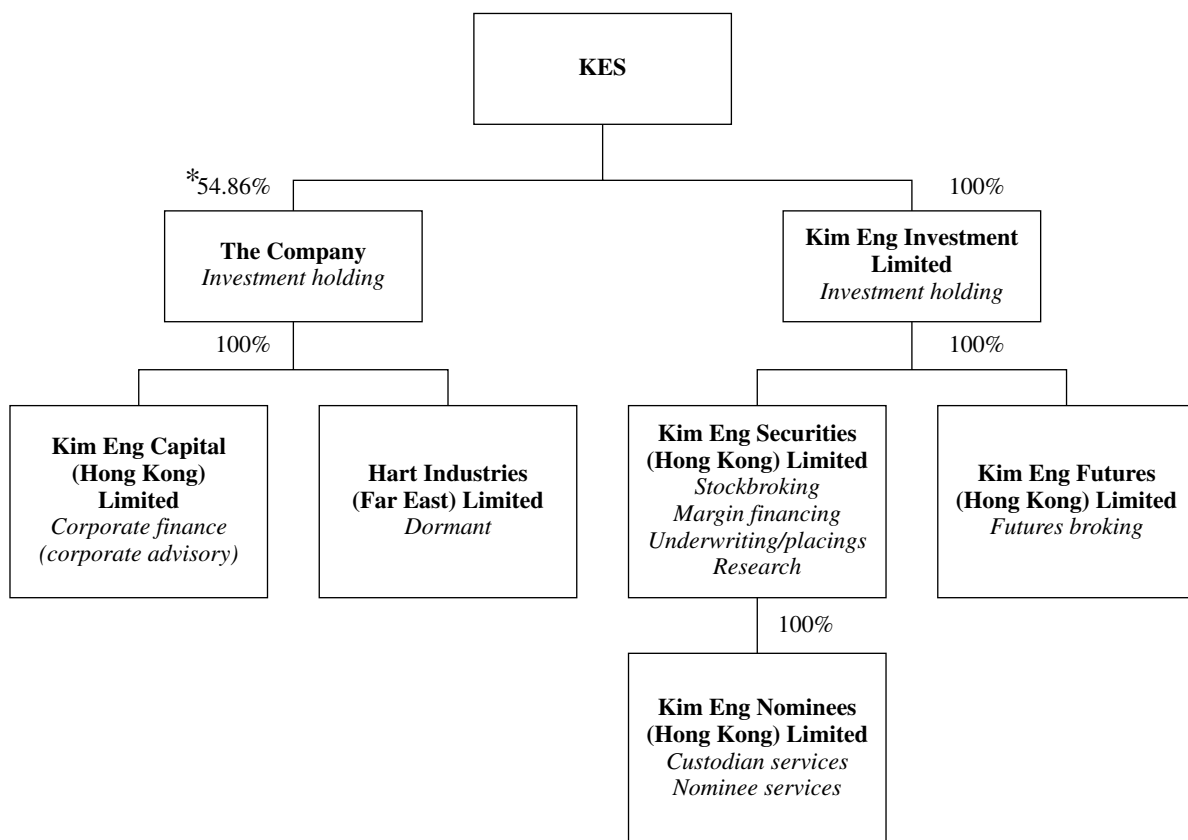 KES
*54.86%
100%
The Company
Investment holding
Kim Eng Investment
Limited
Investment holding
100%
100%
Kim Eng Capital
(Hong Kong)
Limited
Corporate finance
(corporate advisory)
Hart Industries
(Far East) Limited
Dormant
Kim Eng Securities
(Hong Kong) Limited
Stockbroking
Margin financing
Underwriting/placings
Research
Kim Eng Futures
(Hong Kong) Limited
Futures broking
100%
Kim Eng Nominees
(Hong Kong) Limited
Custodian services
Nominee services